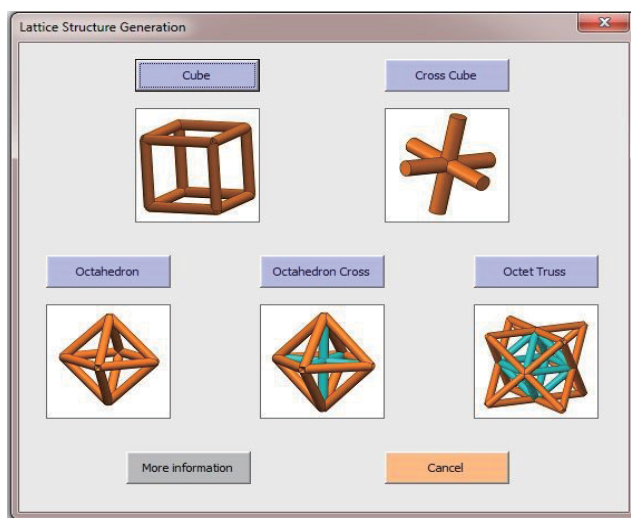 Lattice Structure Generation
Cube
Cross Cube
Octahedron
Octahedron Cross
Octet Truss
More information
Cancel